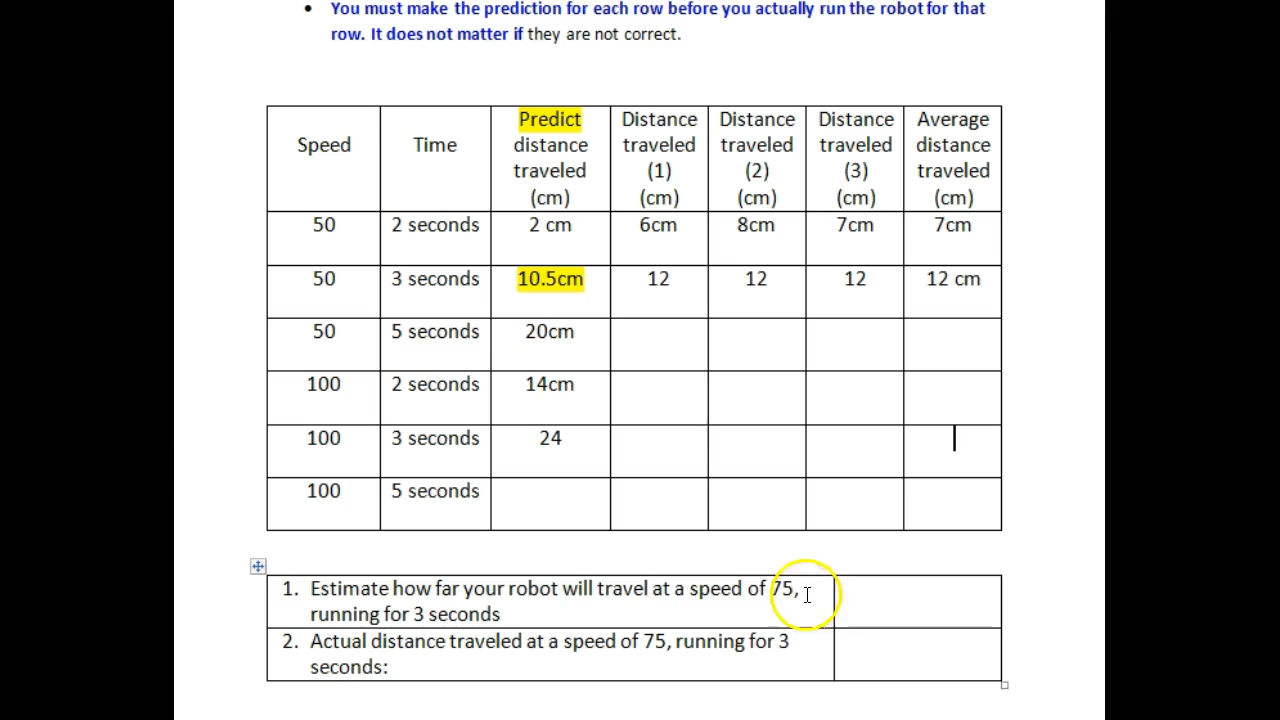 • You must make the prediction for each row before you actually run the robot for that
row. It does not matter if they are not correct.
Speed Time Predict distance traveled (cm) Distance traveled (1) (cm) Distance traveled (2) (cm) Distance traveled (3) (cm) Average distance traveled (cm)
50 2 seconds 2 cm 6cm 8cm 7cm 7cm
50 3 seconds 10.5cm 12 12 12 12 cm
50 5 seconds 20cm
100 2 seconds 14cm
100 3 seconds 24
100 5 seconds
1. Estimate how far your robot will travel at a speed of 75,
running for 3 seconds
2. Actual distance traveled at a speed of 75, running for 3
seconds: